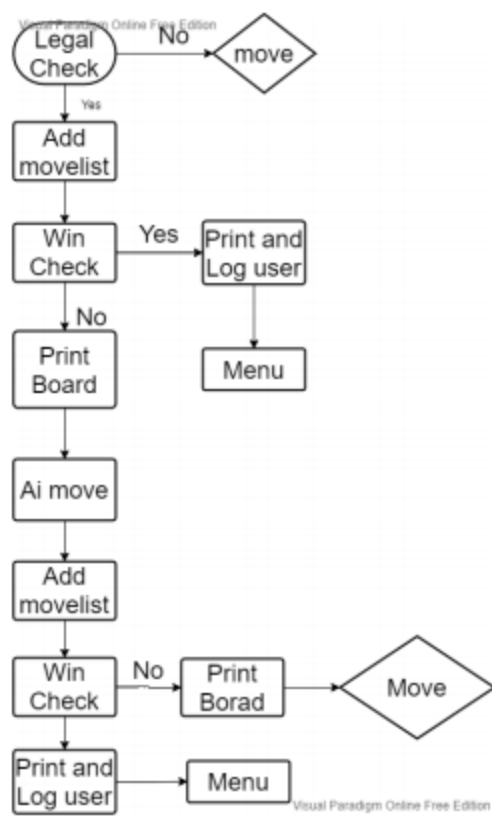 Visual Paradigm Online Free Edition
Legal
Check
No
move
Yes
Add
movelist
Win
Check
Yes
Print and
Log user
No
Menu
Print
Board
Ai move
Add
movelist
Win
Check
No
Print
Borad
Move
Print and
Log user
Menu
Visual Paradigm Online Free Edition